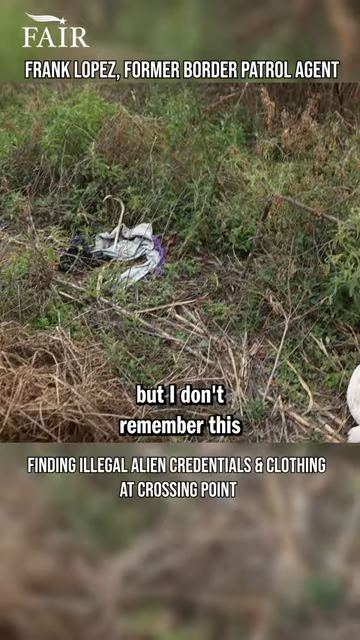 FAIR
FRANK LOPEZ, FORMER BORDER PATROL AGENT
but I don't
remember this
FINDING ILLEGAL ALIEN CREDENTIALS & CLOTHING
AT CROSSING POINT